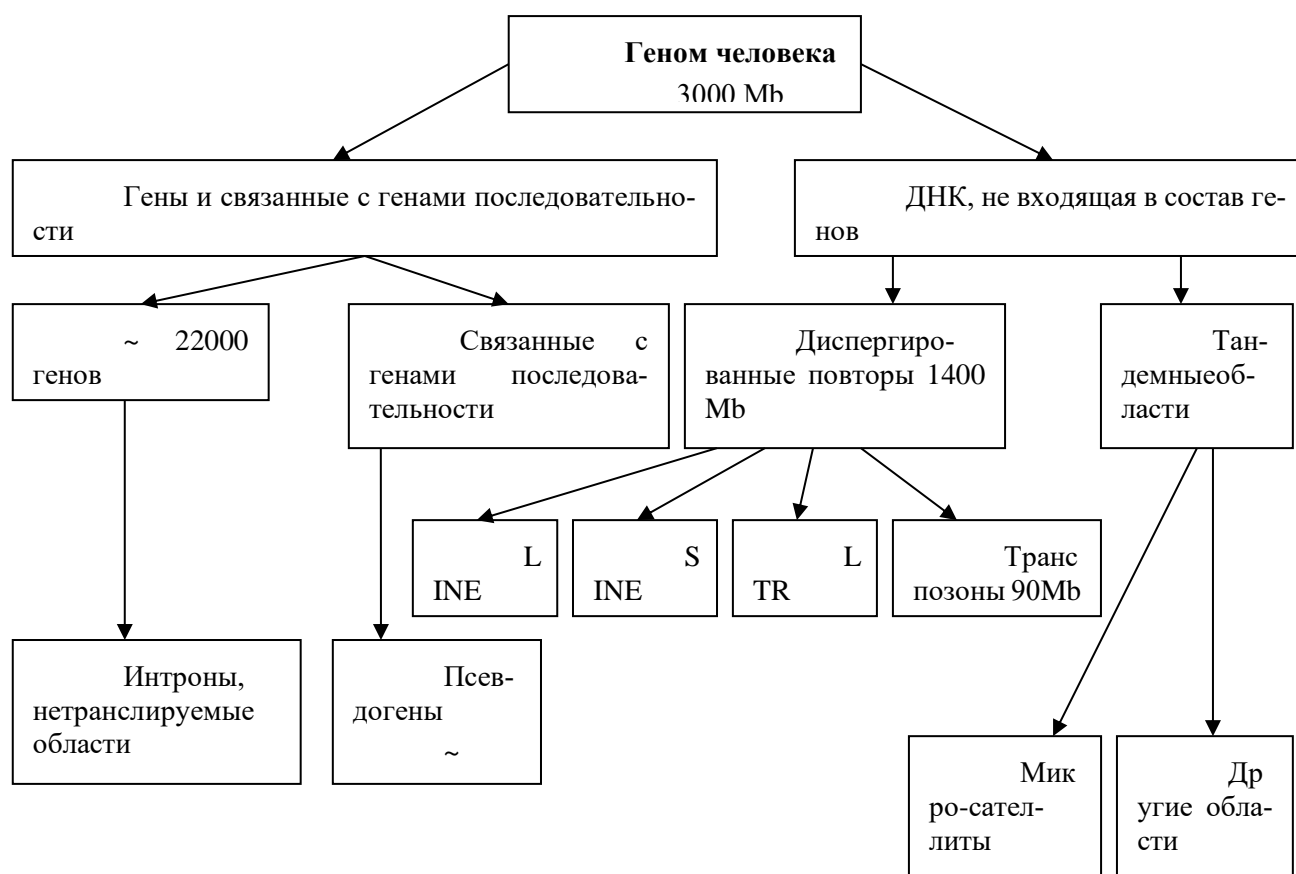 Геном человека
3000 Mb
Гены и связанные с генами последовательно-
сти
ДНК, не входящая в состав ге-
нов
~ 22000
генов
Связанные с
генами последова-
тельности
Диспергиро-
ванные повторы 1400
Mb
Тан-
демныеоб-
ласти
L
INE
S
INE
L
TR
Транс
позоны 90Mb
Интроны,
нетранслируемые
области
Псев-
догены
~
Мик
ро-сател-
литы
Др
угие обла-
сти